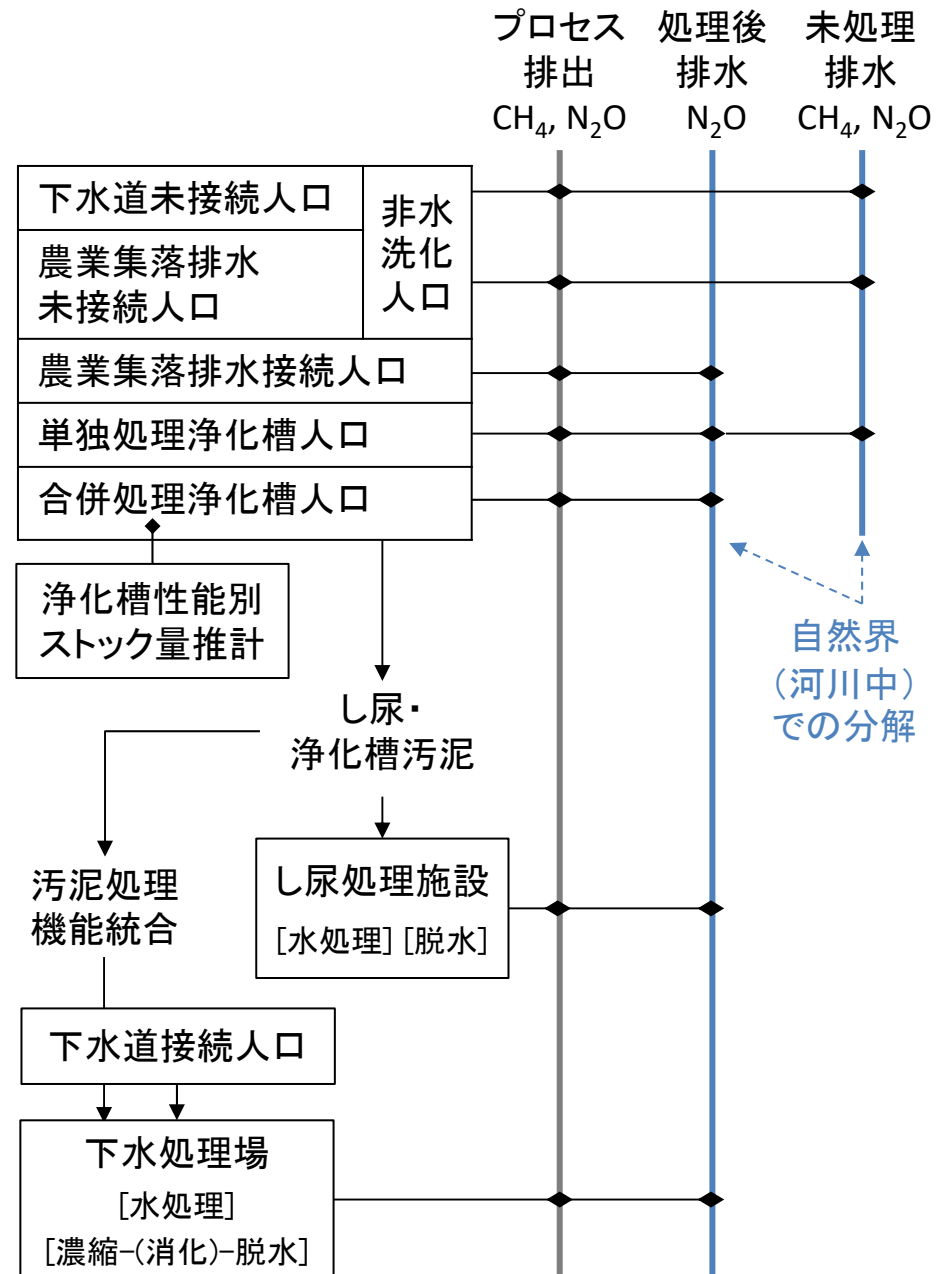 プロセス
排出
CH₄, N₂O
処理後
排水
N₂O
未処理
排水
CH₄, N₂O
下水道未接続人口
農業集落排水
未接続人口
非水
洗化
人口
農業集落排水接続人口
単独処理浄化槽人口
合併処理浄化槽人口
浄化槽性能別
ストック量推計
自然界
（河川中）
での分解
し尿・
浄化槽汚泥
汚泥処理
機能統合
し尿処理施設
［水処理］［脱水］
下水道接続人口
下水処理場
［水処理］
［濃縮−(消化)−脱水］